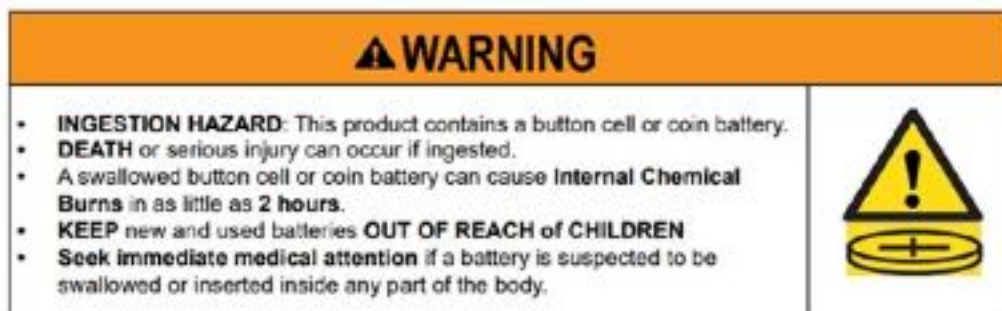 WARNING
• INGESTION HAZARD: This product contains a button cell or coin battery.
• DEATH or serious injury can occur if ingested.
• A swallowed button cell or coin battery can cause Internal Chemical
Burns in as little as 2 hours.
• KEEP new and used batteries OUT OF REACH of CHILDREN
• Seek immediate medical attention if a battery is suspected to be
swallowed or inserted inside any part of the body.